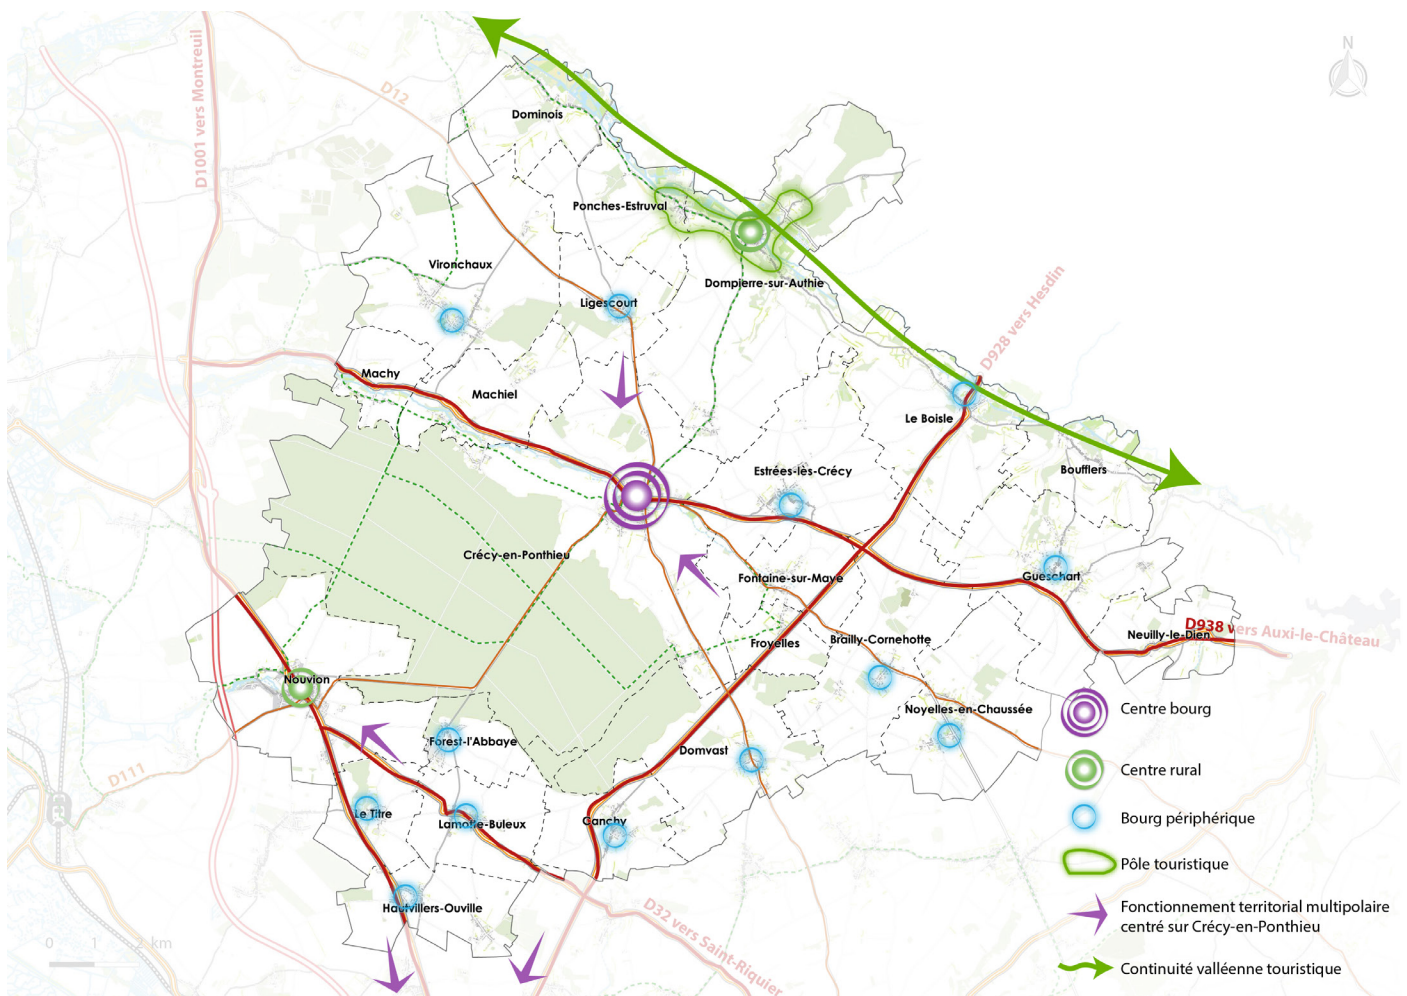 N
D12
D1001 vers Montreuil
Dominois
Ponches-Estruval
Vironchaux
Dompierre-sur-Authie
Ligescourt
D928 vers Hesdin
Machy
Machiel
Le Boisle
Estrées-lès-Crécy
Boufflers
Crécy-en-Ponthieu
Fontaine-sur-Maye
Gueschart
D938 vers Auxi-le-Château
Neuilly-le-Dien
Brailly-Cornehotte
Froyelles
Nouvion
Noyelles-en-Chaussée
Forest-l'Abbaye
Domvast
D111
Le Titre
Lamotte-Buleux
Canchy
Hautvillers-Ouville
D32 vers Saint-Riquier
0 1 2 km
Centre bourg
Centre rural
Bourg périphérique
Pôle touristique
Fonctionnement territorial multipolaire
centré sur Crécy-en-Ponthieu
Continuité valléenne touristique